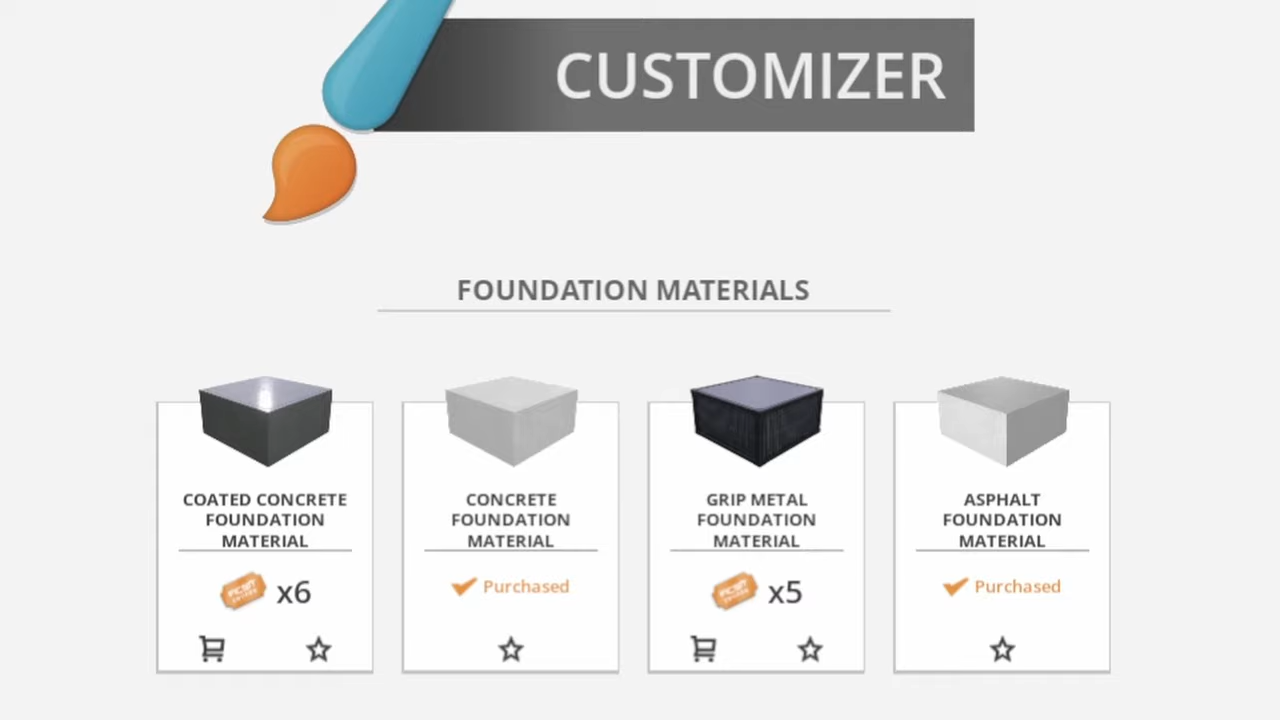 CUSTOMIZER
FOUNDATION MATERIALS
COATED CONCRETE
FOUNDATION
MATERIAL
x6
CONCRETE
FOUNDATION
MATERIAL
Purchased
GRIP METAL
FOUNDATION
MATERIAL
x5
ASPHALT
FOUNDATION
MATERIAL
Purchased